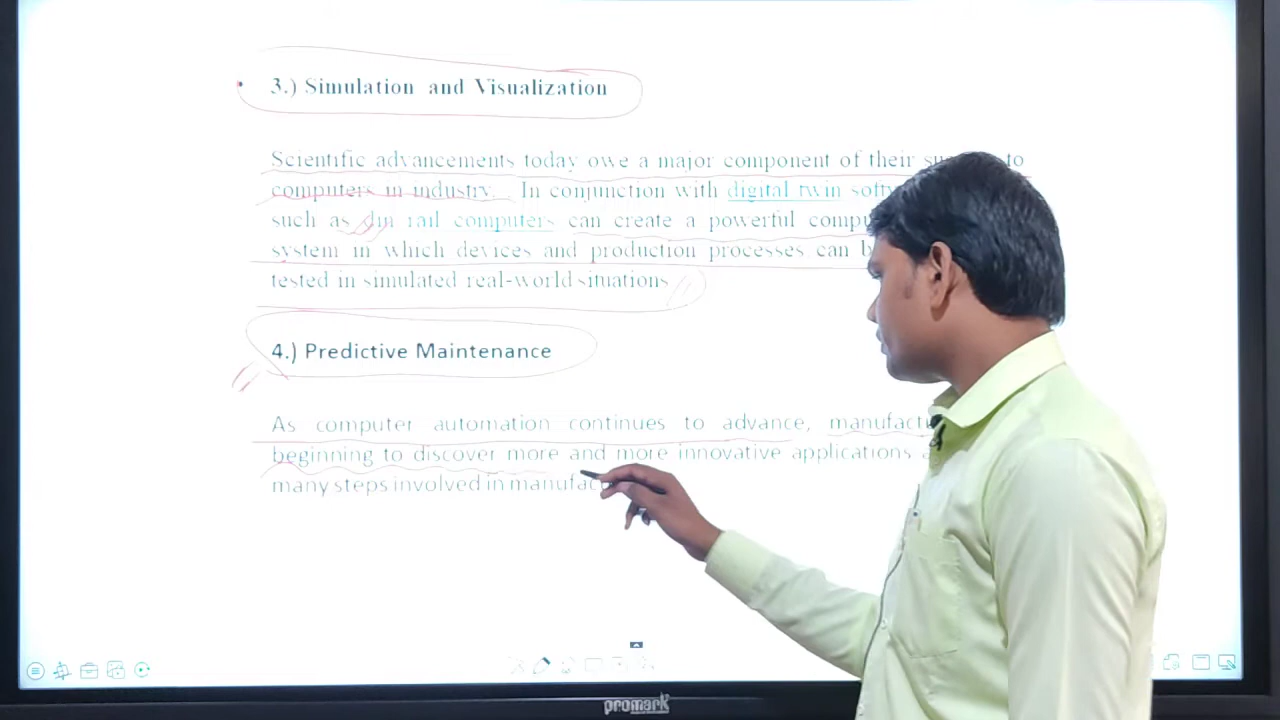 3.) Simulation and Visualization
Scientific advancements today owe a major component of their to
computers in industry. In conjunction with digital twin
such as din rail computers can create a powerful
system in which devices and production processes can
tested in simulated real-world situations
4.) Predictive Maintenance
As computer automation continues to advance,
beginning to discover more and more innovative applications
many steps involved in
promark